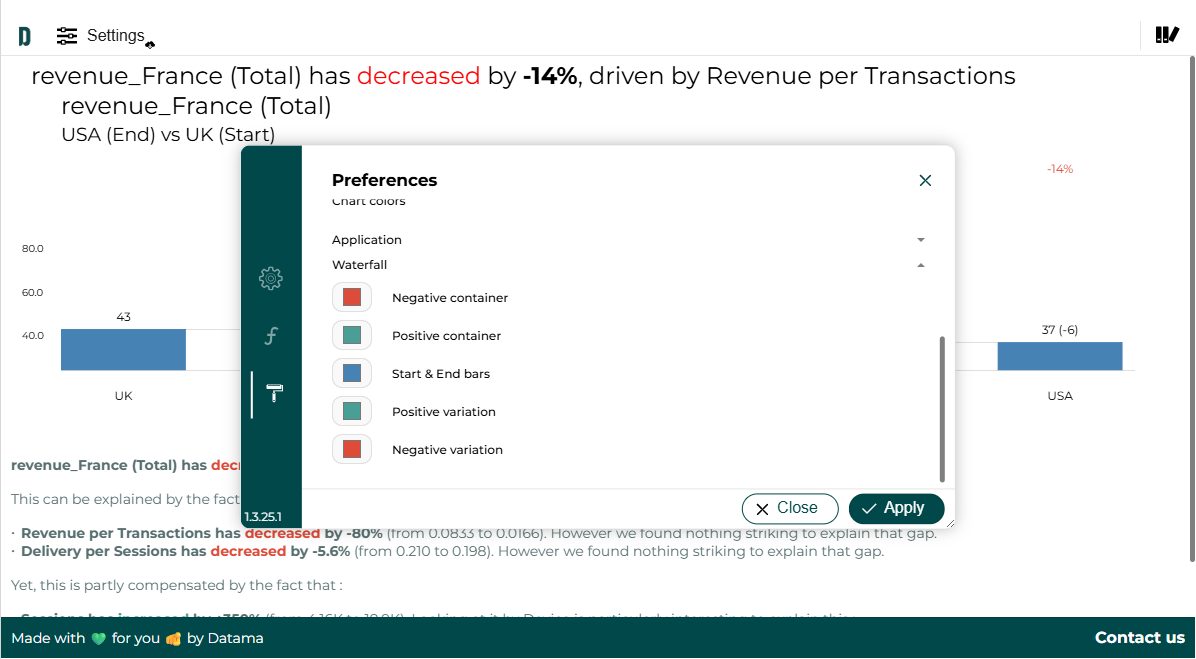 Settings
revenue_France (Total) has decreased by -14%, driven by Revenue per Transactions
revenue_France (Total)
USA (End) vs UK (Start)
-14%
80.0
60.0
40.0
43
UK
37 (-6)
USA
Preferences
Chart colors
Application
Waterfall
Negative container
Positive container
Start & End bars
Positive variation
Negative variation
1.3.25.1
Close
Apply
revenue_France (Total) has
This can be explained by the fact
· Revenue per Transactions has decreased by -80% (from 0.0833 to 0.0166). However we found nothing striking to explain that gap.
· Delivery per Sessions has decreased by -5.6% (from 0.210 to 0.198). However we found nothing striking to explain that gap.
Yet, this is partly compensated by the fact that :
Made with 💚 for you 🫵 by Datama
Contact us